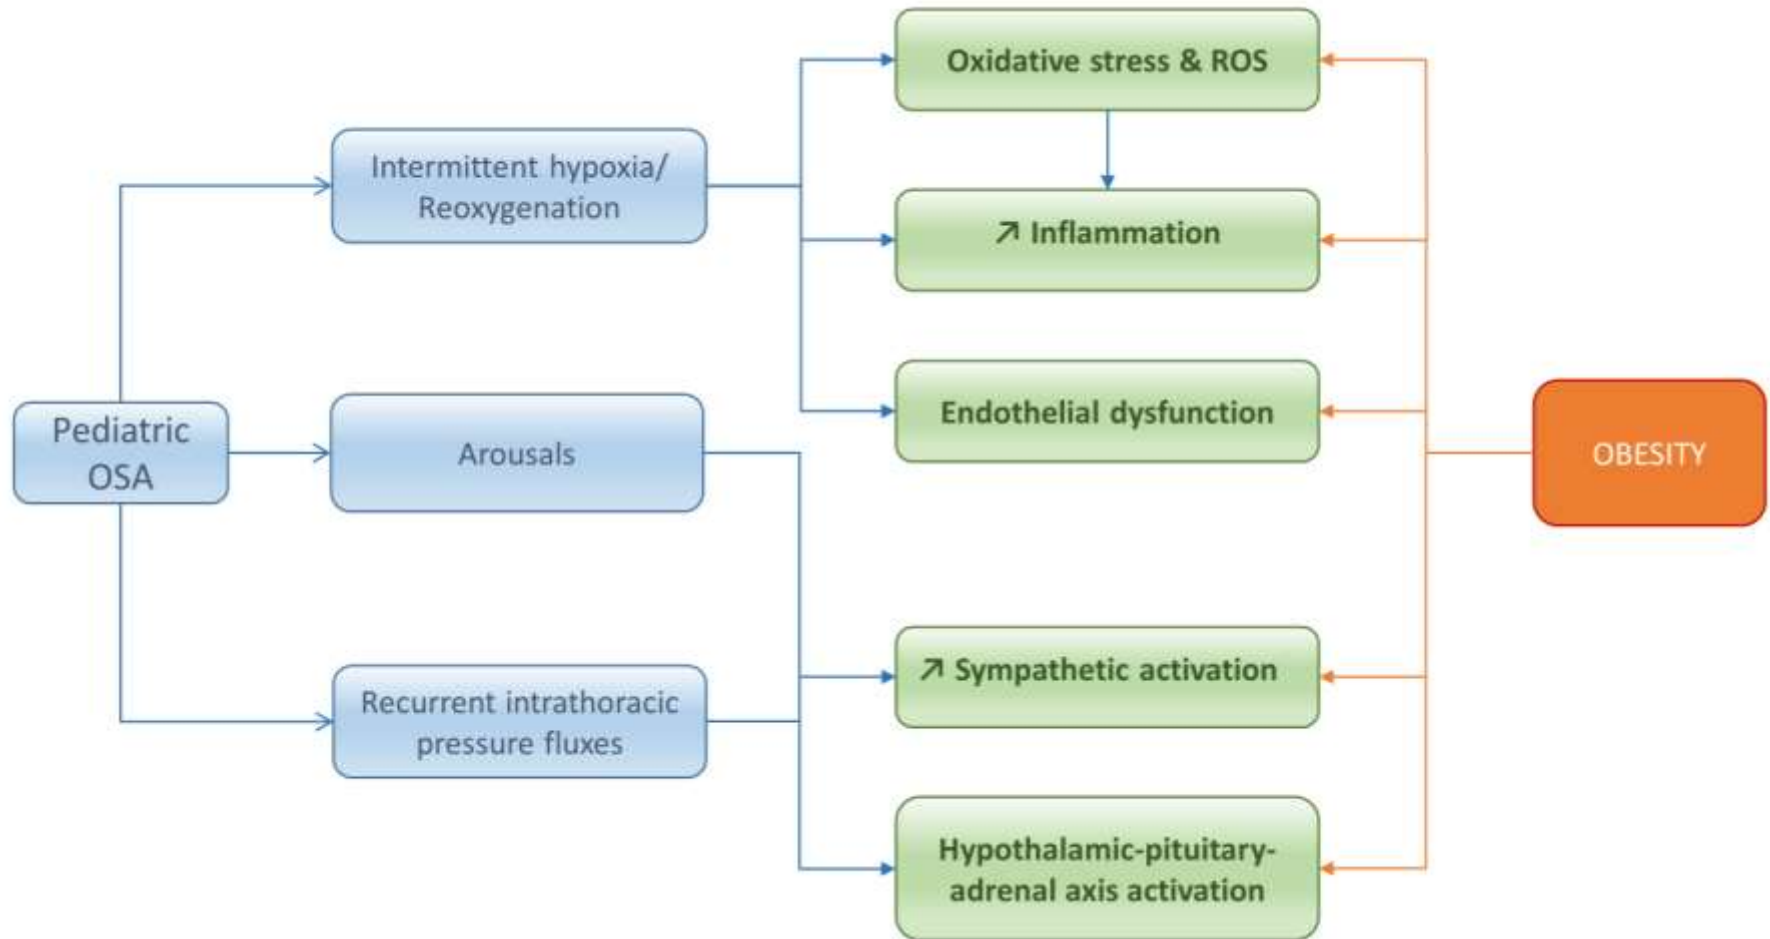 Oxidative stress & ROS
Intermittent hypoxia/
Reoxygenation
↗ Inflammation
Pediatric
OSA
Arousals
Endothelial dysfunction
OBESITY
Recurrent intrathoracic
pressure fluxes
↗ Sympathetic activation
Hypothalamic-pituitary-
adrenal axis activation